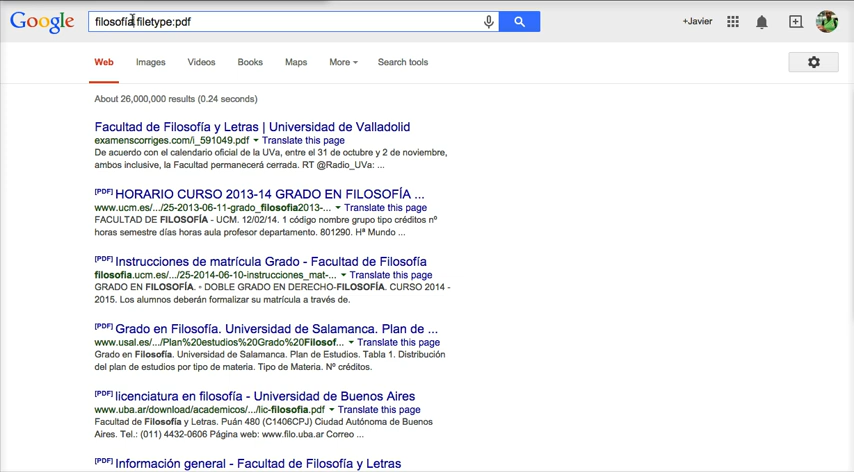 Google filosofía filetype:pdf +Javier
Web Images Videos Books Maps More Search tools
About 26,000,000 results (0.24 seconds)
Facultad de Filosofía y Letras | Universidad de Valladolid
examenscorriges.com/i_591049.pdf Translate this page
De acuerdo con el calendario oficial de la UVa, entre el 31 de octubre y 2 de noviembre,
ambos inclusive, la Facultad permanecerá cerrada. RT @Radio_UVa: ...
[PDF] HORARIO CURSO 2013-14 GRADO EN FILOSOFÍA ...
www.ucm.es/.../25-2013-06-11-grado_filosofia2013-... Translate this page
FACULTAD DE FILOSOFÍA - UCM. 12/02/14. 1 código nombre grupo tipo créditos nº
horas semestre días horas aula profesor departamento. 801290. Hª Mundo ...
[PDF] Instrucciones de matrícula Grado - Facultad de Filosofía
filosofia.ucm.es/.../25-2014-06-10-instrucciones_mat-... Translate this page
GRADO EN FILOSOFÍA. ▫ DOBLE GRADO EN DERECHO-FILOSOFÍA. CURSO 2014 -
2015. Los alumnos deberán formalizar su matrícula a través de.
[PDF] Grado en Filosofía. Universidad de Salamanca. Plan de ...
www.usal.es/.../Plan%20estudios%20Grado%20Filosof... Translate this page
Grado en Filosofía. Universidad de Salamanca. Plan de Estudios. Tabla 1. Distribución
del plan de estudios por tipo de materia. Tipo de Materia. Nº créditos.
[PDF] licenciatura en filosofía - Universidad de Buenos Aires
www.uba.ar/download/academicos/.../lic-filosofia.pdf Translate this page
Facultad de Filosofía y Letras. Puán 480 (C1406CPJ) Ciudad Autónoma de Buenos
Aires. Tel.: (011) 4432-0606 Página web: www.filo.uba.ar Correo ...
[PDF] Información general - Facultad de Filosofía y Letras